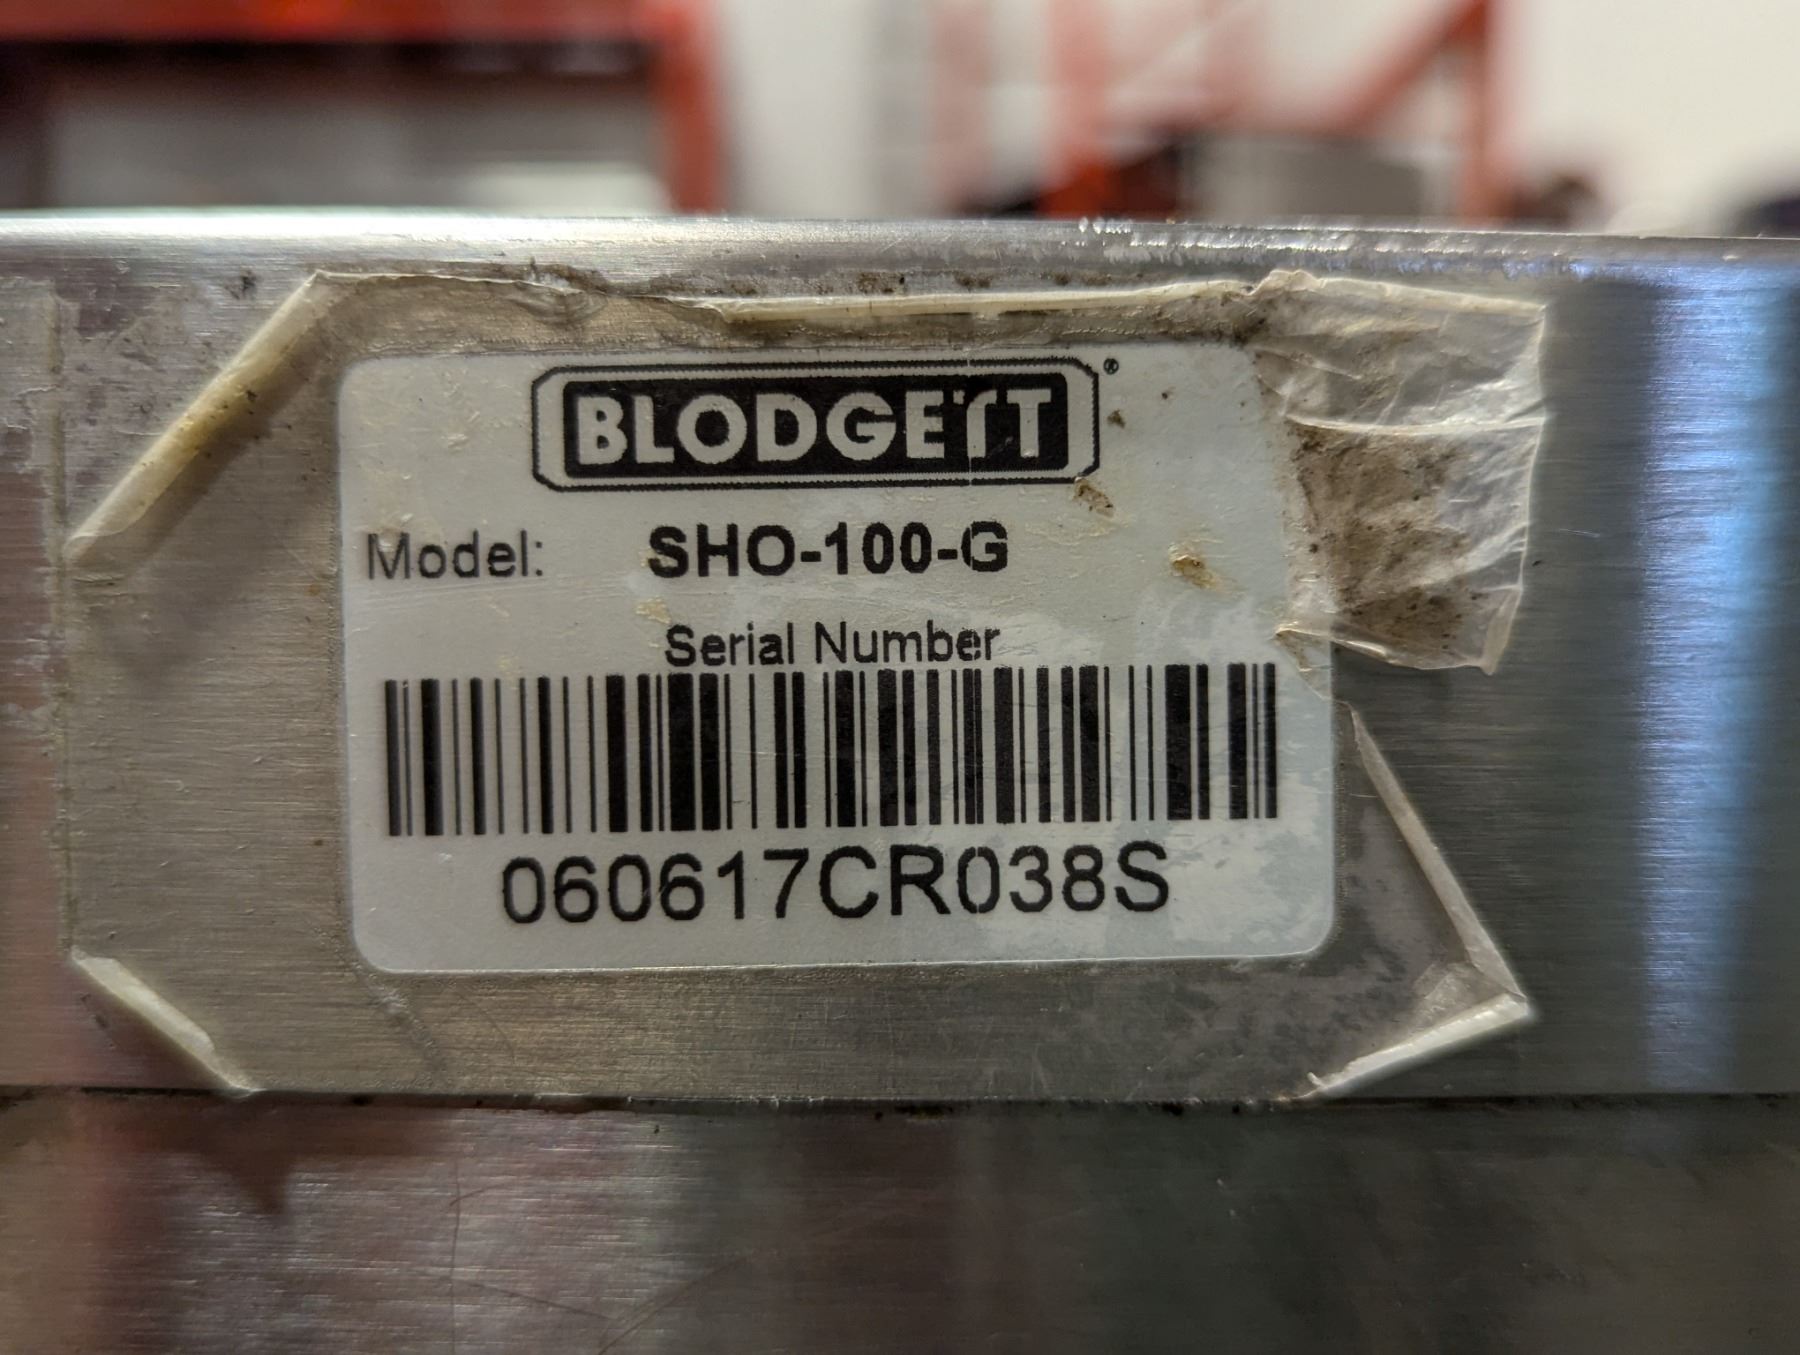 BLODGETT®
Model: SHO-100-G
Serial Number
060617CR038S